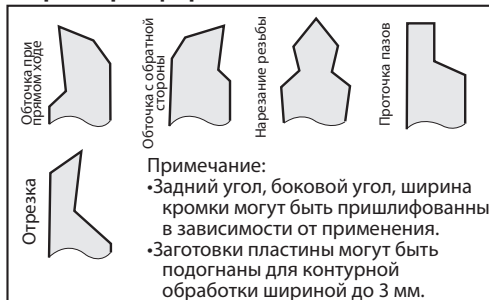 Обточка при
прямом ходе
Обточка с обратной
стороны
Нарезание резьбы
Проточка пазов
Отрезка
Примечание:
•Задний угол, боковой угол, ширина
кромки могут быть пришлифованны
в зависимости от применения.
•Заготовки пластины могут быть
подогнаны для контурной
обработки шириной до 3 мм.